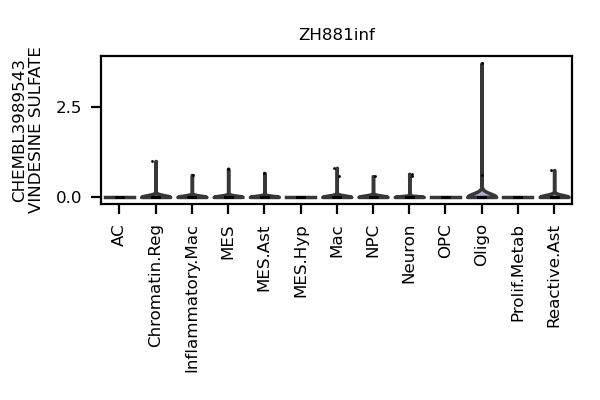 ZH881inf
CHEMBL3989543
VINDESINE SULFATE
2.5
0.0
AC
Chromatin.Reg
Inflammatory.Mac
MES
MES.Ast
MES.Hyp
Mac
NPC
Neuron
OPC
Oligo
Prolif.Metab
Reactive.Ast